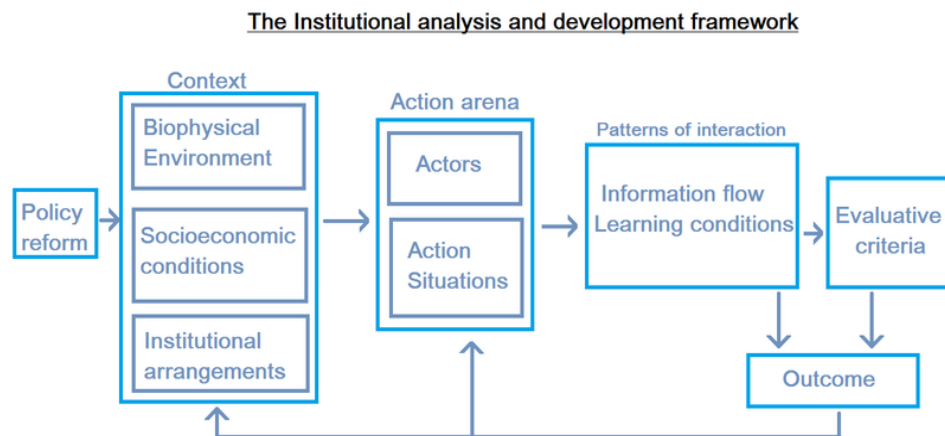 The Institutional analysis and development framework
Context
Biophysical
Environment
Socioeconomic
conditions
Institutional
arrangements
Policy
reform
Action arena
Actors
Action
Situations
Patterns of interaction
Information flow
Learning conditions
Evaluative
criteria
Outcome